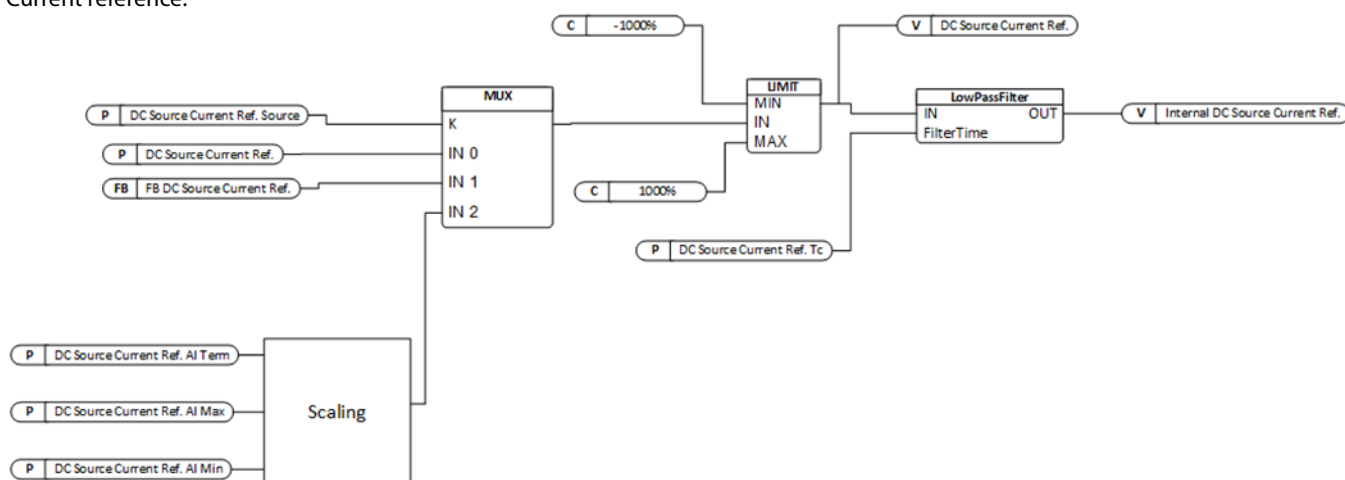 Current reference.
C -1000%
V DC Source Current Ref.
MUX
LIMIT
P DC Source Current Ref. Source
K
MIN
IN
MAX
LowPassFilter
IN OUT
FilterTime
V Internal DC Source Current Ref.
P DC Source Current Ref.
IN 0
FB FB DC Source Current Ref.
IN 1
C 1000%
IN 2
P DC Source Current Ref. Tc
P DC Source Current Ref. AI Term
P DC Source Current Ref. AI Max
Scaling
P DC Source Current Ref. AI Min